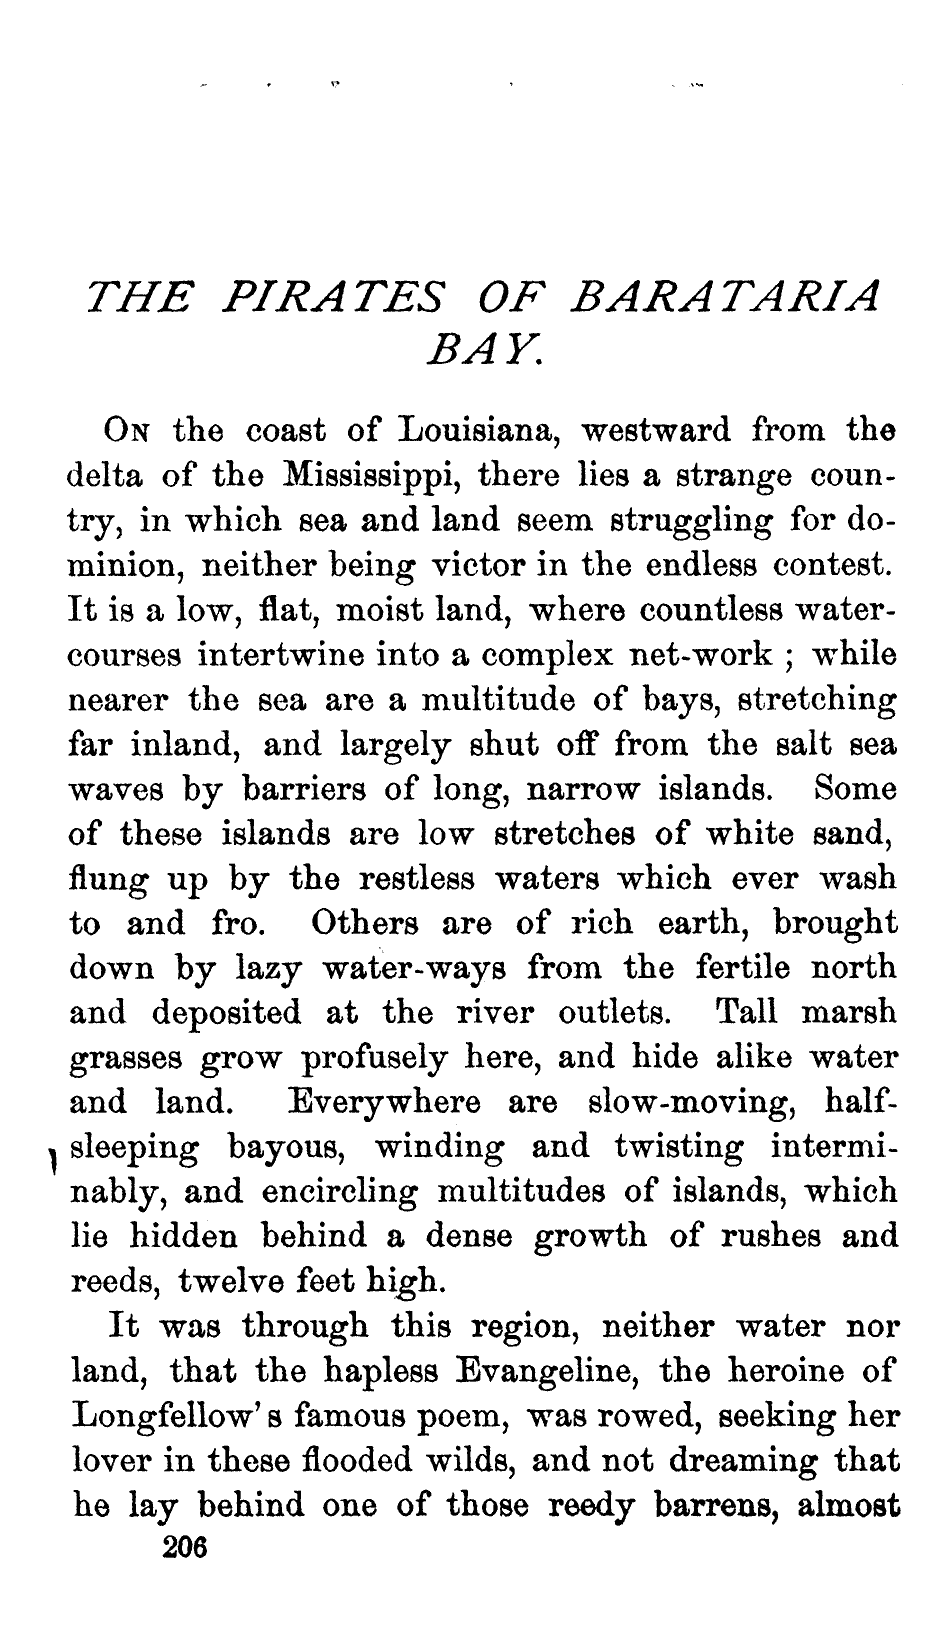 THE PIRATES OF BARATARIA
BAY.
ON the coast of Louisiana, westward from the
delta of the Mississippi, there lies a strange coun-
try, in which sea and land seem struggling for do-
minion, neither being victor in the endless contest.
It is a low, flat, moist land, where countless water-
courses intertwine into a complex net-work ; while
nearer the sea are a multitude of bays, stretching
far inland, and largely shut off from the salt sea
waves by barriers of long, narrow islands. Some
of these islands are low stretches of white sand,
flung up by the restless waters which ever wash
to and fro. Others are of rich earth, brought
down by lazy water-ways from the fertile north
and deposited at the river outlets. Tall marsh
grasses grow profusely here, and hide alike water
and land. Everywhere are slow-moving, half-
sleeping bayous, winding and twisting intermi-
nably, and encircling multitudes of islands, which
lie hidden behind a dense growth of rushes and
reeds, twelve feet high.
It was through this region, neither water nor
land, that the hapless Evangeline, the heroine of
Longfellow's famous poem, was rowed, seeking her
lover in these flooded wilds, and not dreaming that
he lay behind one of those reedy barrens, almost
206